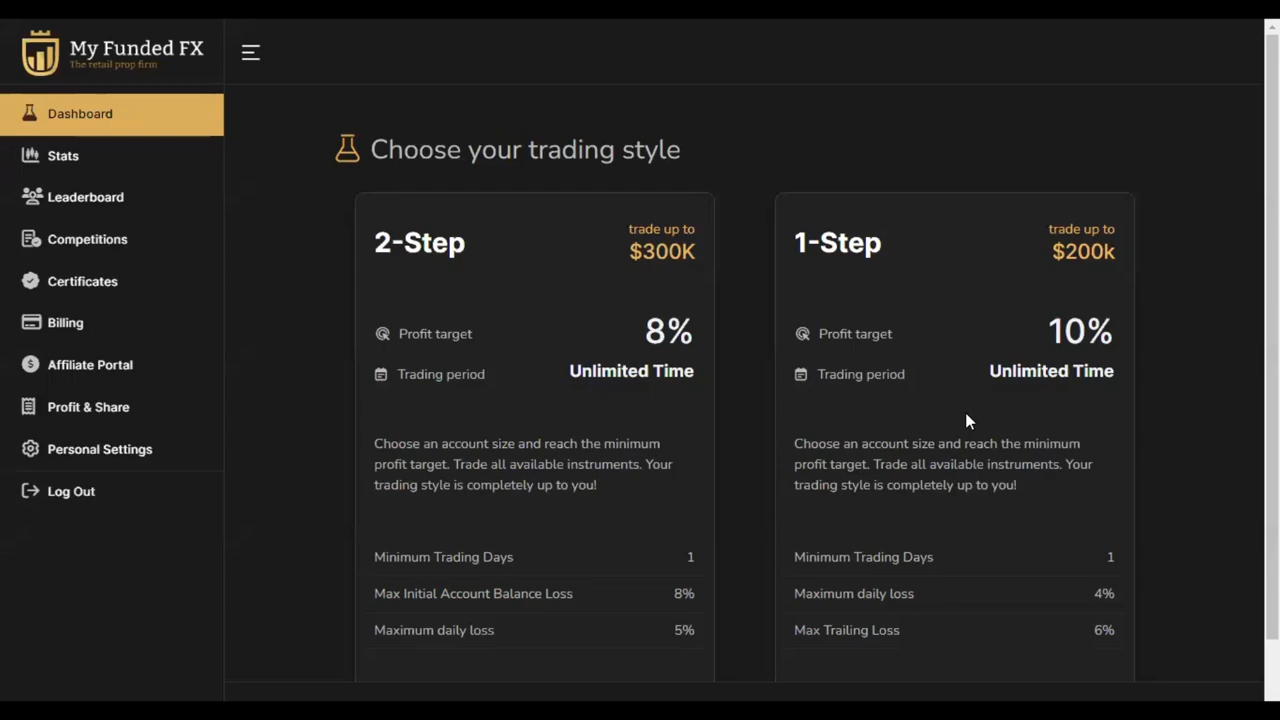 My Funded FX
The retail prop firm
Dashboard
Stats
Leaderboard
Competitions
Certificates
Billing
Affiliate Portal
Profit & Share
Personal Settings
Log Out
Choose your trading style
2-Step
trade up to
$300K
Profit target
8%
Trading period
Unlimited Time
Choose an account size and reach the minimum
profit target. Trade all available instruments. Your
trading style is completely up to you!
Minimum Trading Days 1
Max Initial Account Balance Loss 8%
Maximum daily loss 5%
1-Step
trade up to
$200k
Profit target
10%
Trading period
Unlimited Time
Choose an account size and reach the minimum
profit target. Trade all available instruments. Your
trading style is completely up to you!
Minimum Trading Days 1
Maximum daily loss 4%
Max Trailing Loss 6%